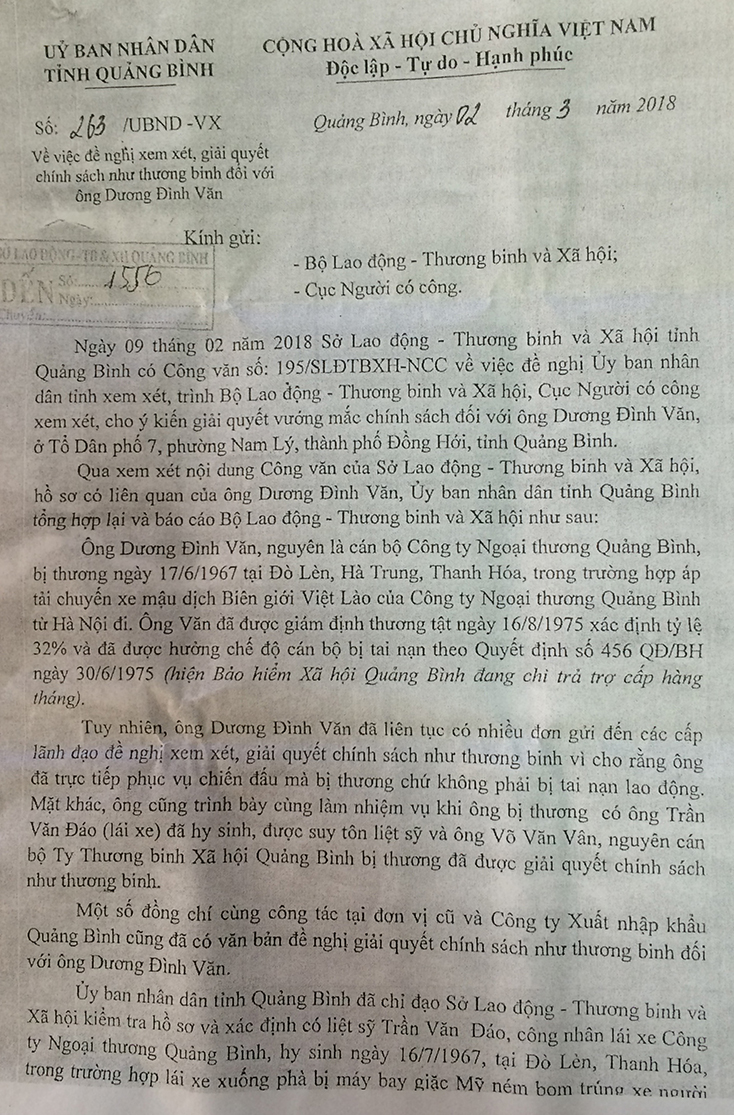 UỶ BAN NHÂN DÂN
TỈNH QUẢNG BÌNH
CỘNG HOÀ XÃ HỘI CHỦ NGHĨA VIỆT NAM
Độc lập - Tự do - Hạnh phúc
Số: 263 /UBND -VX
Quảng Bình, ngày 02 tháng 3 năm 2018
Về việc đề nghị xem xét, giải quyết
chính sách như thương binh đối với
ông Dương Đình Văn
Kính gửi:
- Bộ Lao động - Thương binh và Xã hội;
- Cục Người có công.
LAO ĐỘNG -TB & XH QUẢNG BÌNH
ĐẾN
Số: 1556
Ngày:
Chuyển:
Ngày 09 tháng 02 năm 2018 Sở Lao động - Thương binh và Xã hội tỉnh
Quảng Bình có Công văn số: 195/SLĐTBXH-NCC về việc đề nghị Ủy ban nhân
dân tỉnh xem xét, trình Bộ Lao động - Thương binh và Xã hội, Cục Người có công
xem xét, cho ý kiến giải quyết vướng mắc chính sách đối với ông Dương Đình Văn,
ở Tổ Dân phố 7, phường Nam Lý, thành phố Đồng Hới, tỉnh Quảng Bình.
Qua xem xét nội dung Công văn của Sở Lao động - Thương binh và Xã hội,
hồ sơ có liên quan của ông Dương Đình Văn, Ủy ban nhân dân tỉnh Quảng Bình
tổng hợp lại và báo cáo Bộ Lao động - Thương binh và Xã hội như sau:
Ông Dương Đình Văn, nguyên là cán bộ Công ty Ngoại thương Quảng Bình,
bị thương ngày 17/6/1967 tại Đò Lèn, Hà Trung, Thanh Hóa, trong trường hợp áp
tải chuyến xe mậu dịch Biên giới Việt Lào của Công ty Ngoại thương Quảng Bình
từ Hà Nội đi. Ông Văn đã được giám định thương tật ngày 16/8/1975 xác định tỷ lệ
32% và đã được hưởng chế độ cán bộ bị tai nạn theo Quyết định số 456 QĐ/BH
ngày 30/6/1975 (hiện Bảo hiểm Xã hội Quảng Bình đang chi trả trợ cấp hàng
tháng).
Tuy nhiên, ông Dương Đình Văn đã liên tục có nhiều đơn gửi đến các cấp
lãnh đạo đề nghị xem xét, giải quyết chính sách như thương binh vì cho rằng ông
đã trực tiếp phục vụ chiến đấu mà bị thương chứ không phải bị tai nạn lao động.
Mặt khác, ông cũng trình bày cùng làm nhiệm vụ khi ông bị thương có ông Trần
Văn Đáo (lái xe) đã hy sinh, được suy tôn liệt sỹ và ông Võ Văn Vân, nguyên cán
bộ Ty Thương binh Xã hội Quảng Bình bị thương đã được giải quyết chính sách
như thương binh.
Một số đồng chí cùng công tác tại đơn vị cũ và Công ty Xuất nhập khẩu
Quảng Bình cũng đã có văn bản đề nghị giải quyết chính sách như thương binh đối
với ông Dương Đình Văn.
Ủy ban nhân dân tỉnh Quảng Bình đã chỉ đạo Sở Lao động - Thương binh và
Xã hội kiểm tra hồ sơ và xác định có liệt sỹ Trần Văn Đáo, công nhân lái xe Công
ty Ngoại thương Quảng Bình, hy sinh ngày 16/7/1967, tại Đò Lèn, Thanh Hóa,
trong trường hợp lái xe xuống phà bị máy bay giặc Mỹ ném bom trúng xe người